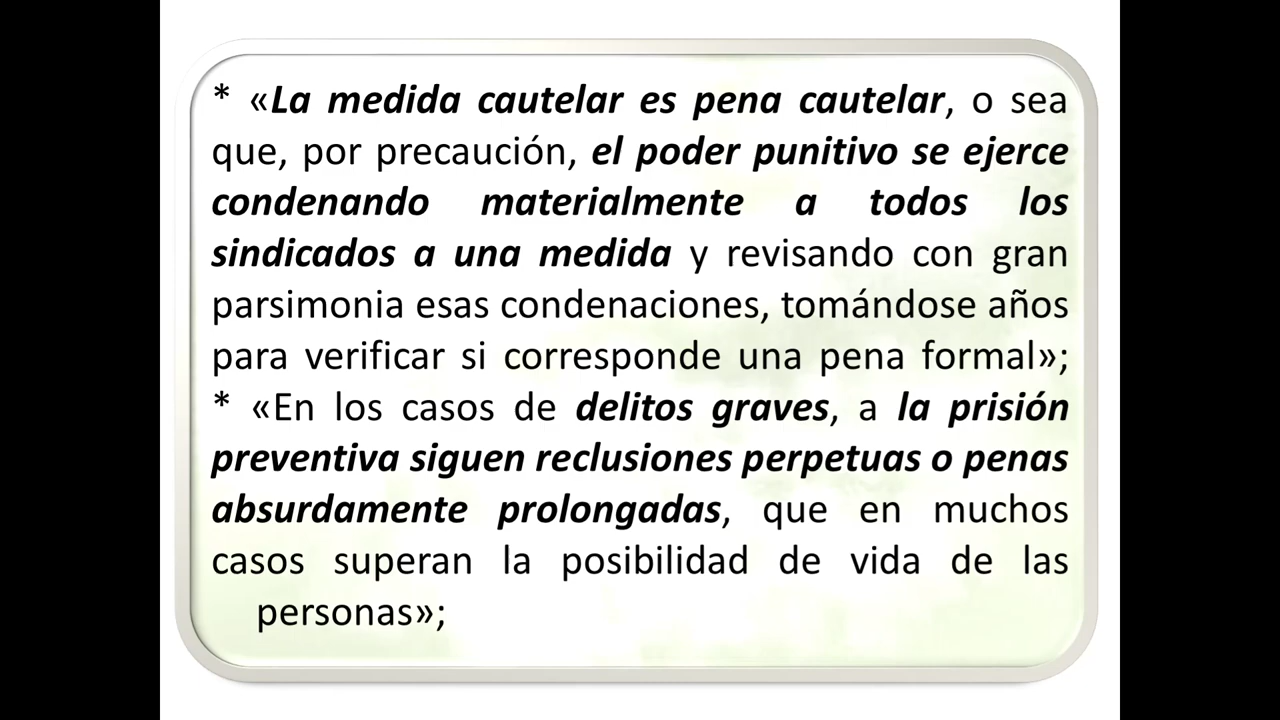 * «La medida cautelar es pena cautelar, o sea
que, por precaución, el poder punitivo se ejerce
condenando materialmente a todos los
sindicados a una medida y revisando con gran
parsimonia esas condenaciones, tomándose años
para verificar si corresponde una pena formal»;
* «En los casos de delitos graves, a la prisión
preventiva siguen reclusiones perpetuas o penas
absurdamente prolongadas, que en muchos
casos superan la posibilidad de vida de las
personas»;